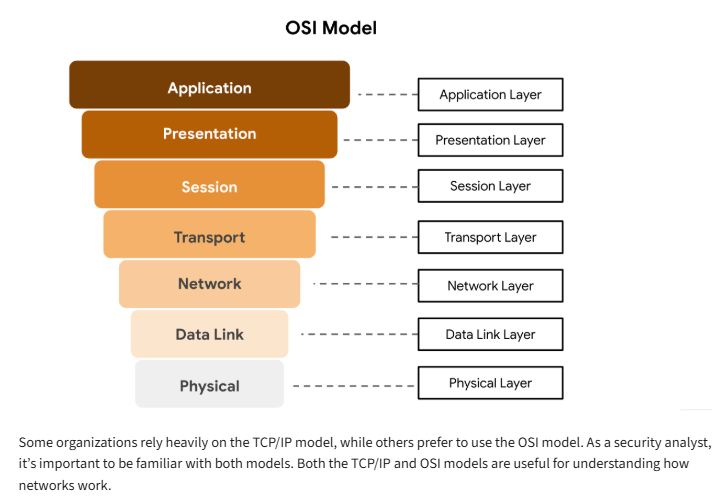 OSI Model
Application
Application Layer
Presentation
Presentation Layer
Session
Session Layer
Transport
Transport Layer
Network
Network Layer
Data Link
Data Link Layer
Physical
Physical Layer
Some organizations rely heavily on the TCP/IP model, while others prefer to use the OSI model. As a security analyst,
it’s important to be familiar with both models. Both the TCP/IP and OSI models are useful for understanding how
networks work.